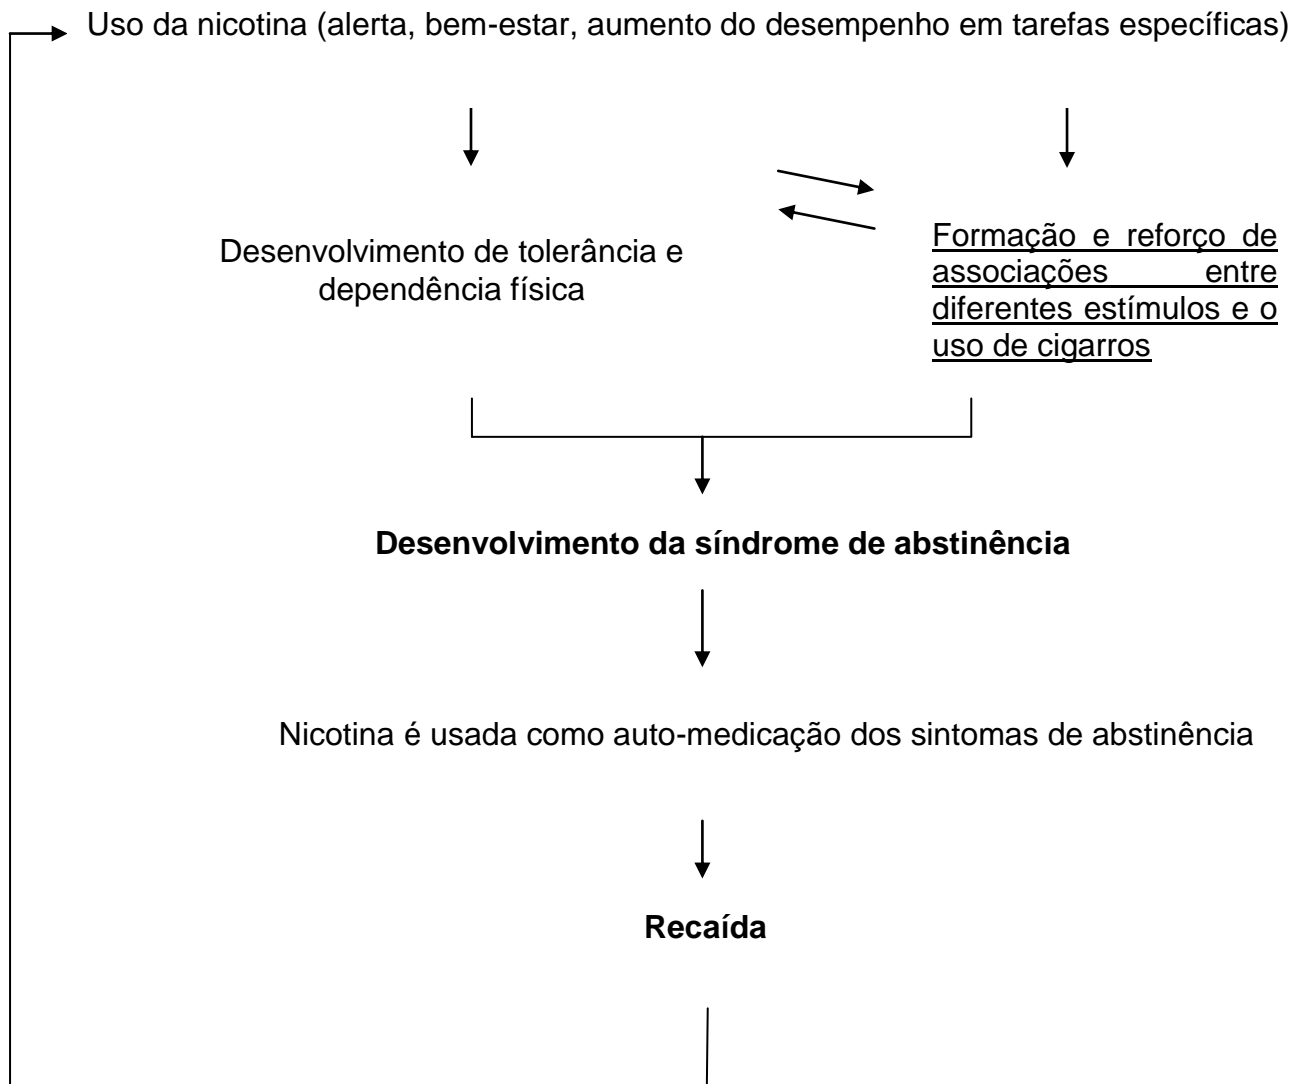 Uso da nicotina (alerta, bem-estar, aumento do desempenho em tarefas específicas)
Desenvolvimento de tolerância e
dependência física
Formação e reforço de
associações entre
diferentes estímulos e o
uso de cigarros
Desenvolvimento da síndrome de abstinência
Nicotina é usada como auto-medicação dos sintomas de abstinência
Recaída